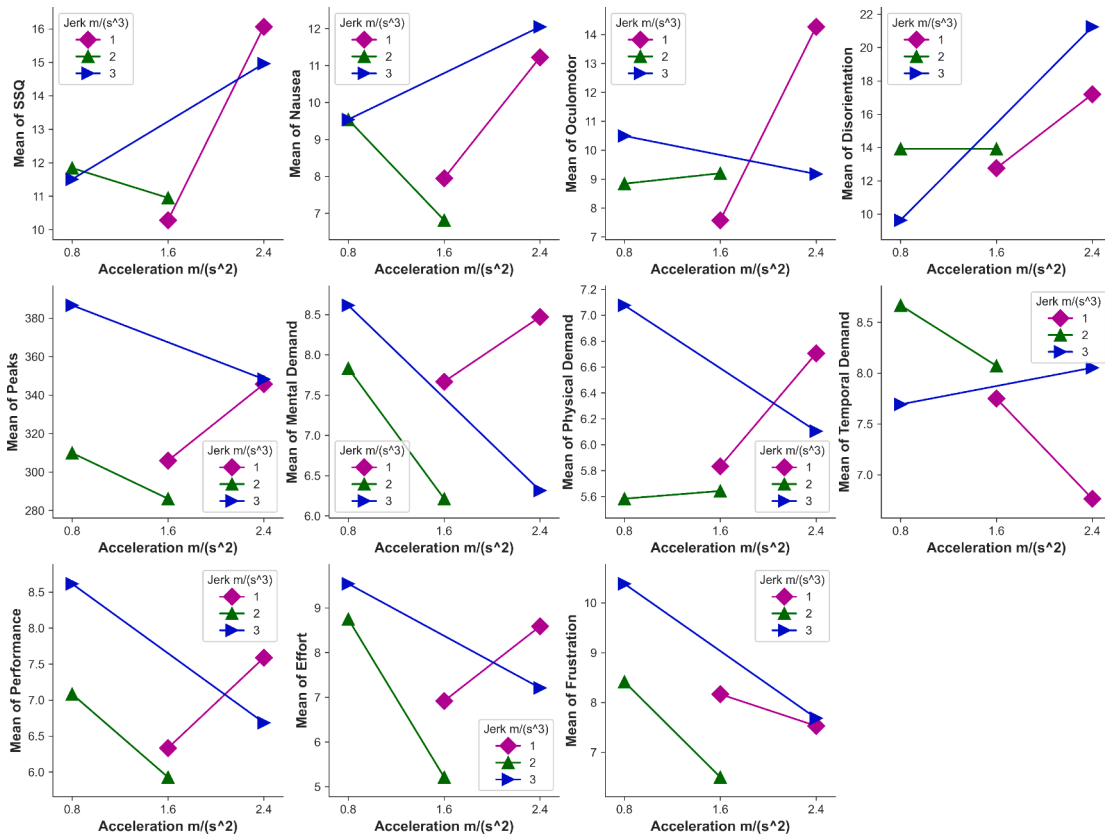 Mean of SSQ
16
15
14
13
12
11
10
Jerk m/(s^3)
1
2
3
0.8 1.6 2.4
Acceleration m/(s^2)
Mean of Nausea
12
11
10
9
8
7
Jerk m/(s^3)
1
2
3
0.8 1.6 2.4
Acceleration m/(s^2)
Mean of Oculomotor
14
13
12
11
10
9
8
7
Jerk m/(s^3)
1
2
3
0.8 1.6 2.4
Acceleration m/(s^2)
Mean of Disorientation
22
20
18
16
14
12
10
Jerk m/(s^3)
1
2
3
0.8 1.6 2.4
Acceleration m/(s^2)
Mean of Peaks
380
360
340
320
300
280
Jerk m/(s^3)
1
2
3
0.8 1.6 2.4
Acceleration m/(s^2)
Mean of Mental Demand
8.5
8.0
7.5
7.0
6.5
6.0
Jerk m/(s^3)
1
2
3
0.8 1.6 2.4
Acceleration m/(s^2)
Mean of Physical Demand
7.2
7.0
6.8
6.6
6.4
6.2
6.0
5.8
5.6
Jerk m/(s^3)
1
2
3
0.8 1.6 2.4
Acceleration m/(s^2)
Mean of Temporal Demand
8.5
8.0
7.5
7.0
Jerk m/(s^3)
1
2
3
0.8 1.6 2.4
Acceleration m/(s^2)
Mean of Performance
8.5
8.0
7.5
7.0
6.5
6.0
Jerk m/(s^3)
1
2
3
0.8 1.6 2.4
Acceleration m/(s^2)
Mean of Effort
9
8
7
6
5
Jerk m/(s^3)
1
2
3
0.8 1.6 2.4
Acceleration m/(s^2)
Mean of Frustration
10
9
8
7
Jerk m/(s^3)
1
2
3
0.8 1.6 2.4
Acceleration m/(s^2)